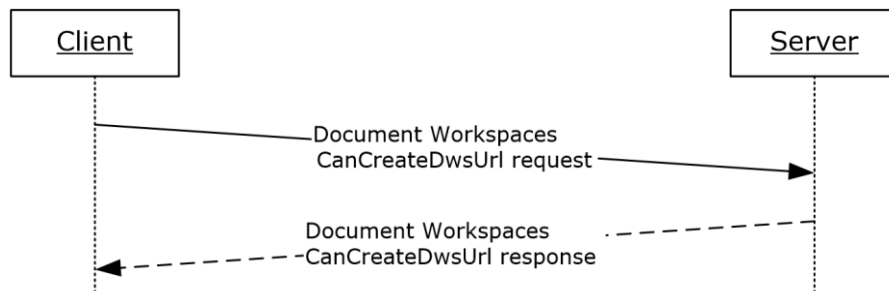 Client
Server
Document Workspaces
CanCreateDwsUrl request
Document Workspaces
CanCreateDwsUrl response